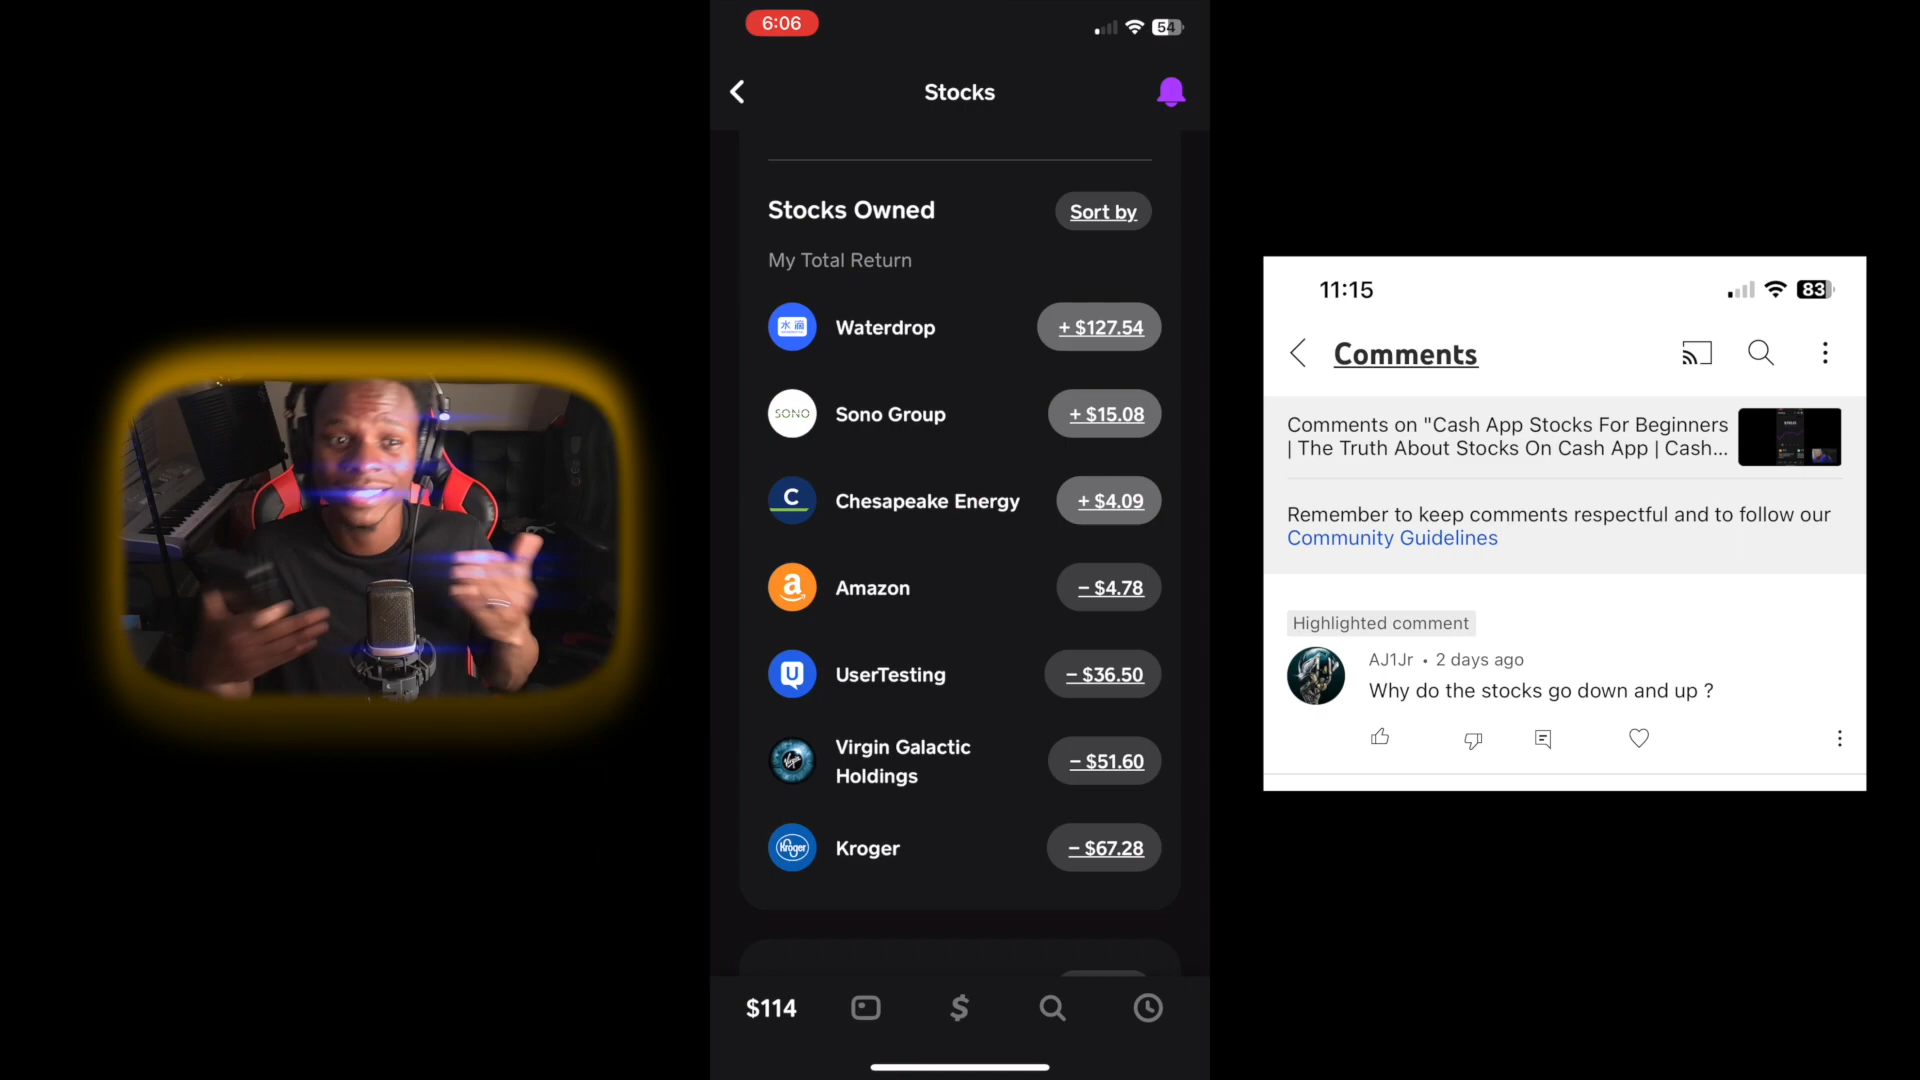 6:06
54
Stocks
Stocks Owned
Sort by
My Total Return
水滴
Waterdrop
+ $127.54
SONO
Sono Group
+ $15.08
C
Chesapeake Energy
+ $4.09
a
Amazon
− $4.78
U
UserTesting
− $36.50
Virgin
Virgin Galactic
Holdings
− $51.60
Kroger
Kroger
− $67.28
$114
$
11:15
83
Comments
Comments on "Cash App Stocks For Beginners
| The Truth About Stocks On Cash App | Cash...
Remember to keep comments respectful and to follow our
Community Guidelines
Highlighted comment
AJ1Jr • 2 days ago
Why do the stocks go down and up ?